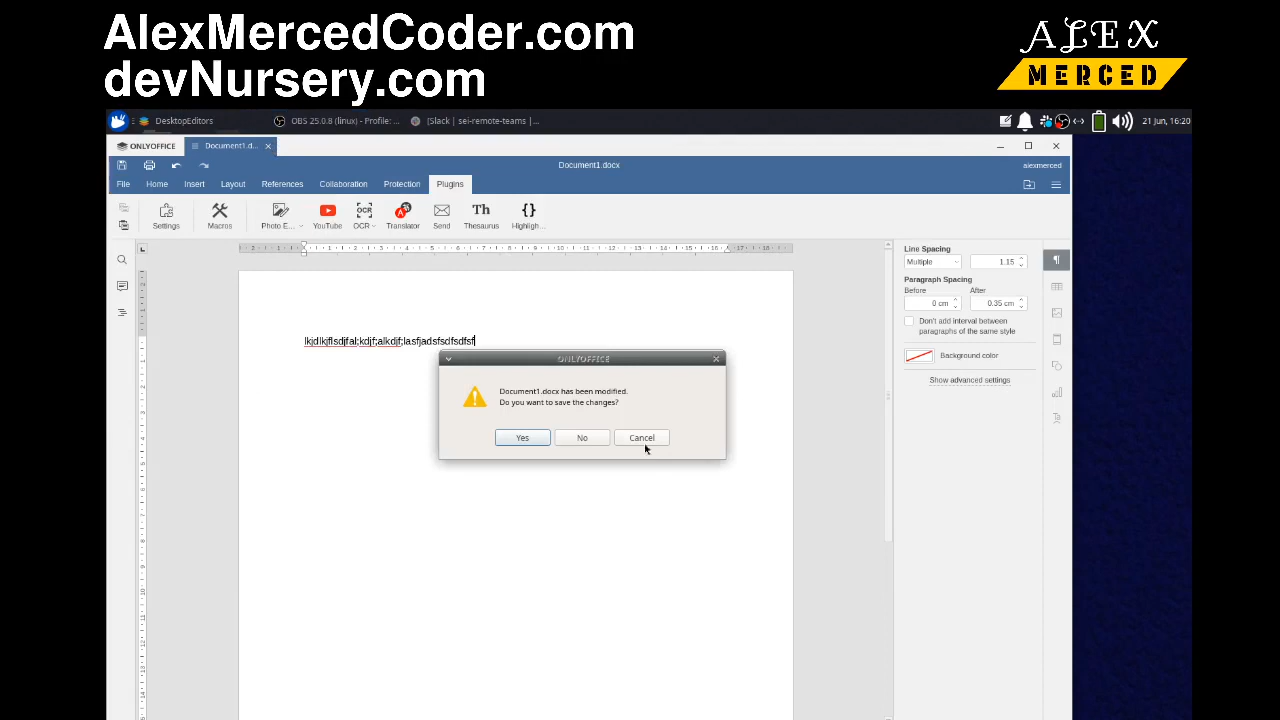 AlexMercedCoder.com
devNursery.com
ALEX
MERCED
DesktopEditors
OBS 25.0.8 (linux) - Profile: ...
[Slack | sei-remote-teams |...
21 Jun, 16:20
ONLYOFFICE
Document1.d...
Document1.docx
alexmerced
File
Home
Insert
Layout
References
Collaboration
Protection
Plugins
Settings
Macros
Photo E...
YouTube
OCR
OCR
Translator
Send
Th
Thesaurus
{}
Highligh...
Line Spacing
Multiple
1.15
Paragraph Spacing
Before
After
0 cm
0.35 cm
Don't add interval between
paragraphs of the same style
Background color
Show advanced settings
ONLYOFFICE
Document1.docx has been modified.
Do you want to save the changes?
Yes
No
Cancel